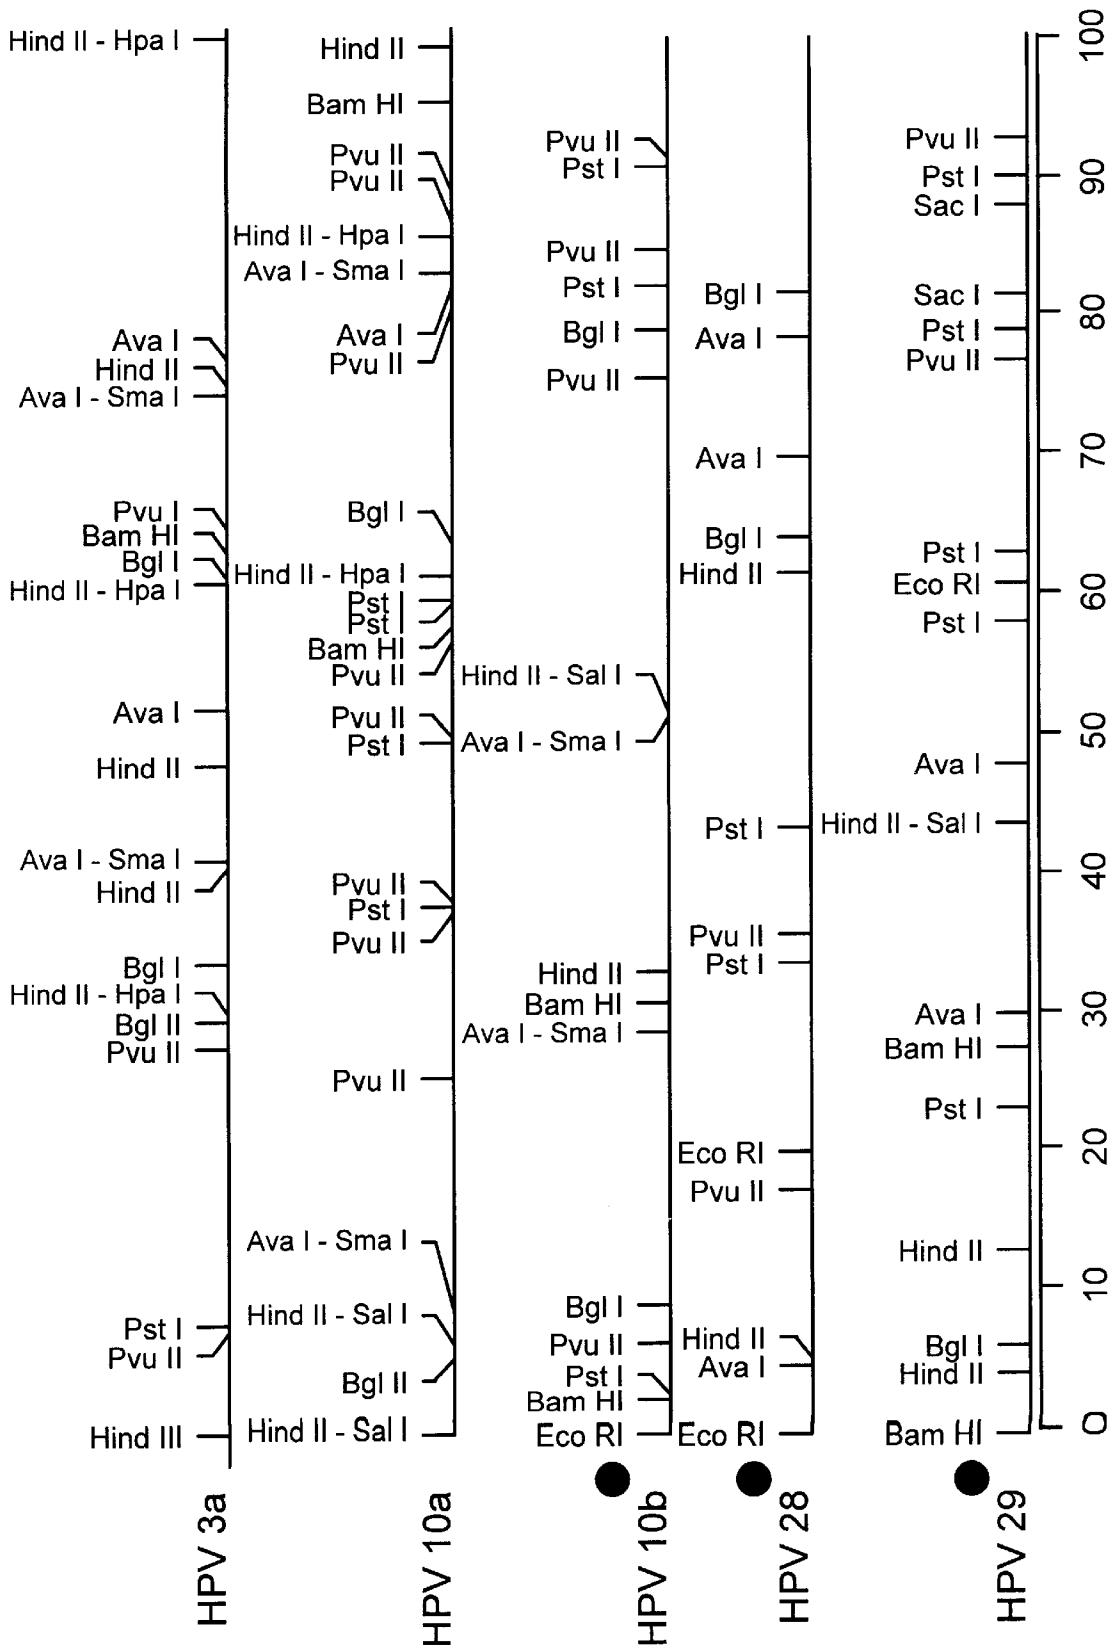 Hind II - Hpa I
Ava I
Hind II
Ava I - Sma I
Pvu I
Bam HI
Bgl I
Hind II - Hpa I
Ava I
Hind II
Ava I - Sma I
Hind II
Bgl I
Hind II - Hpa I
Bgl II
Pvu II
Pst I
Pvu II
Hind III
HPV 3a
Hind II
Bam HI
Pvu II
Pvu II
Hind II - Hpa I
Ava I - Sma I
Ava I
Pvu II
Bgl I
Hind II - Hpa I
Pst I
Pst I
Bam HI
Pvu II
Pvu II
Pst I
Pvu II
Pst I
Pvu II
Pvu II
Ava I - Sma I
Hind II - Sal I
Bgl II
Hind II - Sal I
HPV 10a
Pvu II
Pst I
Pvu II
Pst I
Bgl I
Pvu II
Hind II - Sal I
Ava I - Sma I
Hind II
Bam HI
Ava I - Sma I
Bgl I
Pvu II
Pst I
Bam HI
Eco RI
HPV 10b
Bgl I
Ava I
Ava I
Bgl I
Hind II
Pst I
Pvu II
Pst I
Eco RI
Pvu II
Hind II
Ava I
Eco RI
HPV 28
Pvu II
Pst I
Sac I
Sac I
Pst I
Pvu II
Pst I
Eco RI
Pst I
Ava I
Hind II - Sal I
Ava I
Bam HI
Pst I
Hind II
Bgl I
Hind II
Bam HI
HPV 29
100
90
80
70
60
50
40
30
20
10
0